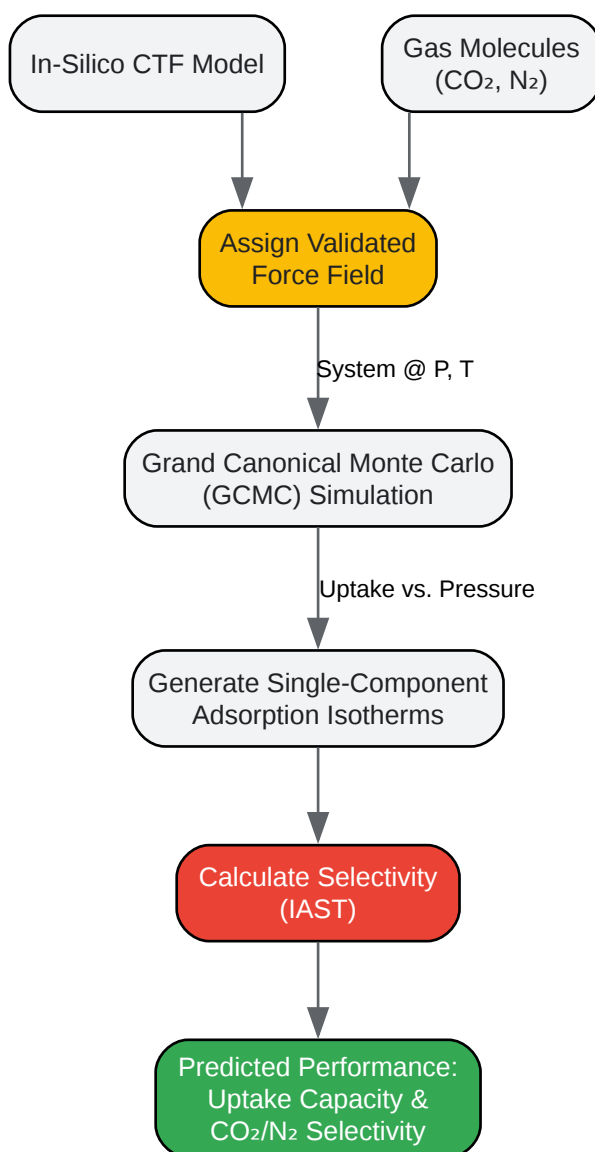 In-Silico CTF Model
Gas Molecules
(CO₂, N₂)
Assign Validated
Force Field
System @ P, T
Grand Canonical Monte Carlo
(GCMC) Simulation
Uptake vs. Pressure
Generate Single-Component
Adsorption Isotherms
Calculate Selectivity
(IAST)
Predicted Performance:
Uptake Capacity &
CO₂/N₂ Selectivity